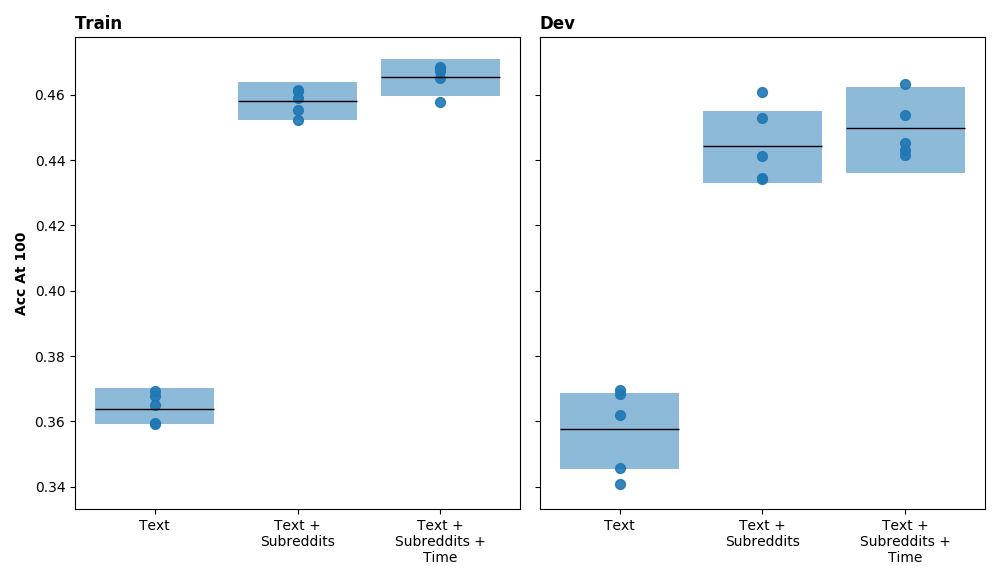 Train
Dev
Acc At 100
0.46
0.44
0.42
0.40
0.38
0.36
0.34
Text
Text +
Subreddits
Text +
Subreddits +
Time
Text
Text +
Subreddits
Text +
Subreddits +
Time